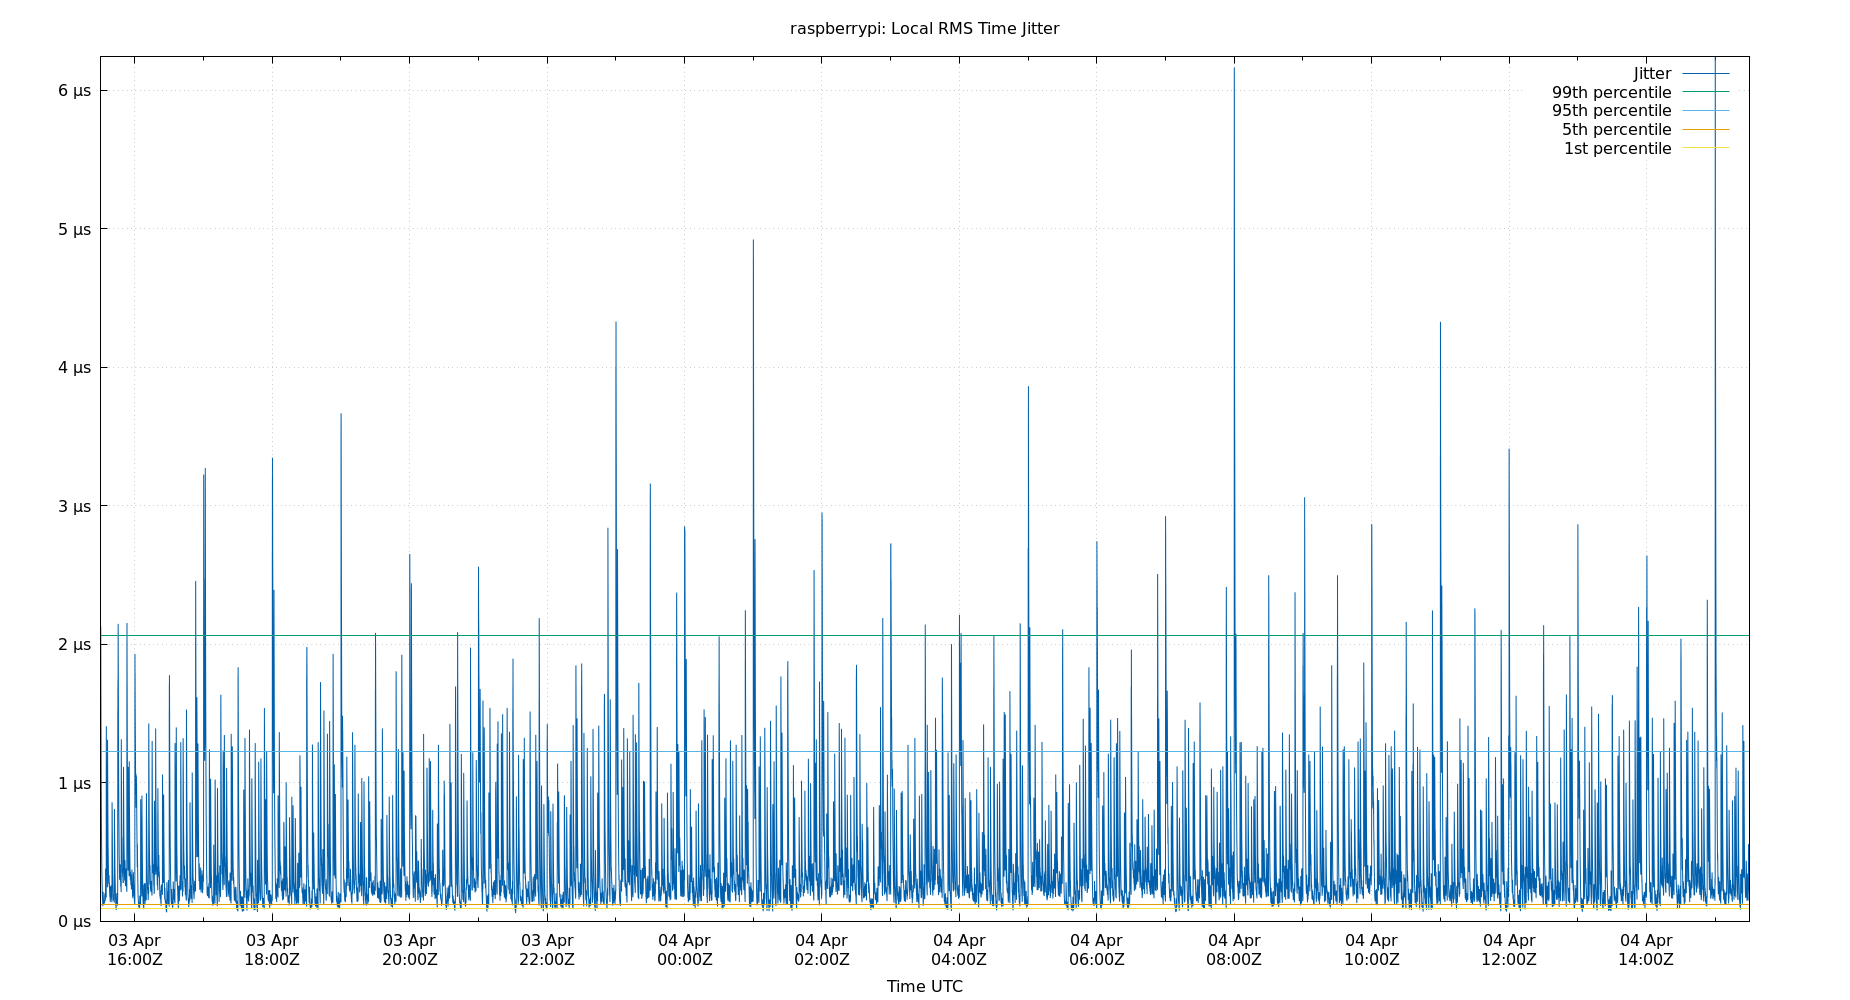 raspberrypi: Local RMS Time Jitter
Jitter
99th percentile
95th percentile
5th percentile
1st percentile
6 µs
5 µs
4 µs
3 µs
2 µs
1 µs
0 µs
03 Apr 03 Apr 03 Apr 03 Apr 04 Apr 04 Apr 04 Apr 04 Apr 04 Apr 04 Apr 04 Apr 04 Apr
16:00Z 18:00Z 20:00Z 22:00Z 00:00Z 02:00Z 04:00Z 06:00Z 08:00Z 10:00Z 12:00Z 14:00Z
Time UTC